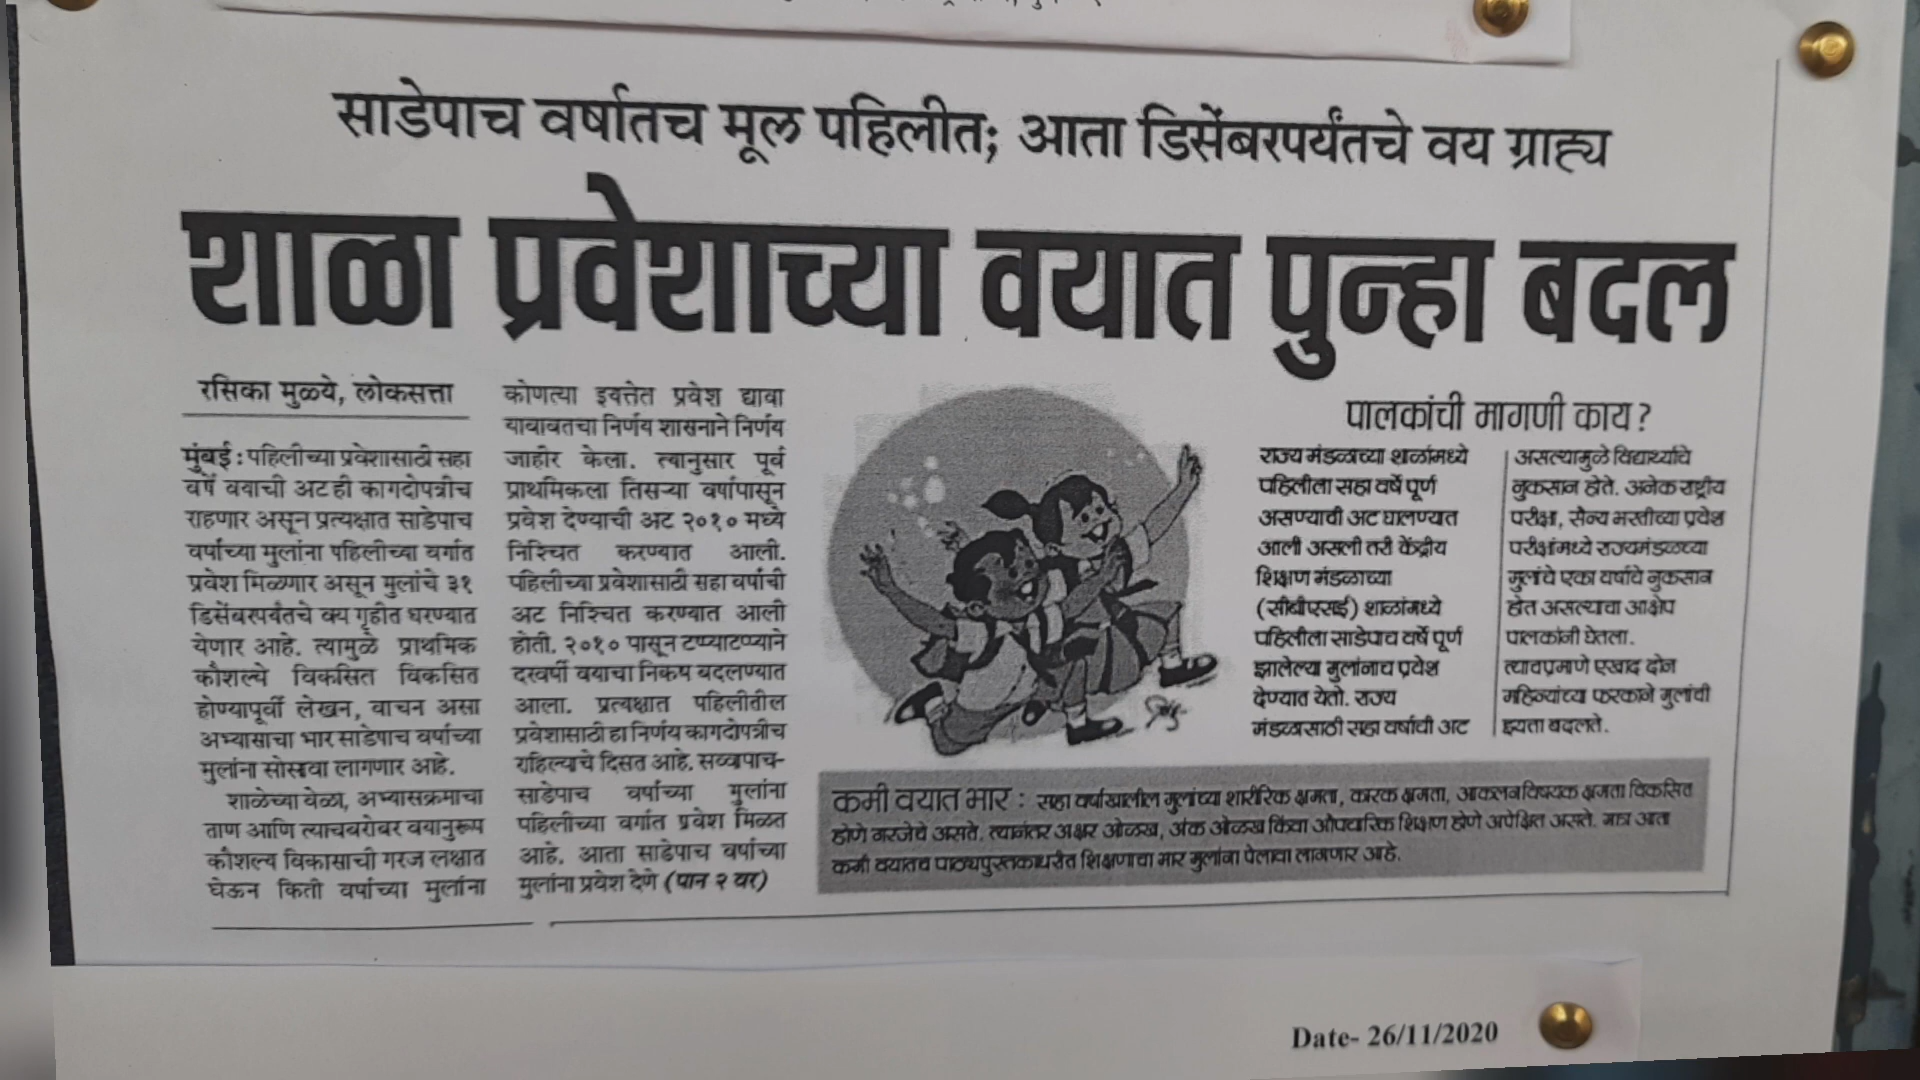 साडेपाच वर्षातच मूल पहिलीत; आता डिसेंबरपर्यंतचे वय ग्राह्य
शाळा प्रवेशाच्या वयात पुन्हा बदल
रसिका मुळ्ये, लोकसत्ता
मुंबई : पहिलीच्या प्रवेशासाठी सहा
वर्षे वयाची अट ही कागदोपत्रीच
राहणार असून प्रत्यक्षात साडेपाच
वर्षांच्या मुलांना पहिलीच्या वर्गात
प्रवेश मिळणार असून मुलांचे ३१
डिसेंबरपर्यंतचे वय गृहीत धरण्यात
येणार आहे. त्यामुळे प्राथमिक
कौशल्ये विकसित विकसित
होण्यापूर्वी लेखन, वाचन असा
अभ्यासाचा भार साडेपाच वर्षाच्या
मुलांना सोसावा लागणार आहे.
शाळेच्या वेळा, अभ्यासक्रमाचा
ताण आणि त्याचबरोबर वयानुरूप
कौशल्य विकासाची गरज लक्षात
घेऊन किती वर्षाच्या मुलांना
कोणत्या इयत्तेत प्रवेश द्यावा
याबाबतचा निर्णय शासनाने निर्णय
जाहीर केला. त्यानुसार पूर्व
प्राथमिकला तिसऱ्या वर्षापासून
प्रवेश देण्याची अट २०१० मध्ये
निश्चित करण्यात आली.
पहिलीच्या प्रवेशासाठी सहा वर्षाची
अट निश्चित करण्यात आली
होती. २०१० पासून टप्प्याटप्प्याने
दरवर्षी वयाचा निकष बदलण्यात
आला. प्रत्यक्षात पहिलीतील
प्रवेशासाठी हा निर्णय कागदोपत्रीच
राहिल्याचे दिसत आहे. सव्वापाच-
साडेपाच वर्षाच्या मुलांना
पहिलीच्या वर्गात प्रवेश मिळत
आहे. आता साडेपाच वर्षाच्या
मुलांना प्रवेश देणे (पान २ वर)
पालकांची मागणी काय?
राज्य मंडळाच्या शाळांमध्ये
पहिलीला सहा वर्षे पूर्ण
असण्याची अट घालण्यात
आली असली तरी केंद्रीय
शिक्षण मंडळाच्या
(सीबीएसई) शाळांमध्ये
पहिलीला साडेपाच वर्षे पूर्ण
झालेल्या मुलांनाच प्रवेश
देण्यात येतो. राज्य
मंडळासाठी सहा वर्षाची अट
असल्यामुळे विद्यार्थ्यांचे
नुकसान होते. अनेक राष्ट्रीय
परीक्षा, सैन्य भरतीच्या प्रवेश
परीक्षांमध्ये राज्यमंडळाच्या
मुलांचे एका वर्षाचे नुकसान
होत असल्याचा आक्षेप
पालकांनी घेतला.
त्याचप्रमाणे एखाद दोन
महिन्यांच्या फरकाने मुलांची
इयत्ता बदलते.
कमी वयात भार : सहा वर्षाखालील मुलांच्या शारीरिक क्षमता, कारक क्षमता, आकलनविषयक क्षमता विकसित
होणे गरजेचे असते. त्यानंतर अक्षर ओळख, अंक ओळख किंवा औपचारिक शिक्षण होणे अपेक्षित असते. मात्र आता
कमी वयातच पाठ्यपुस्तकाधारीत शिक्षणाचा भार मुलांना पेलावा लागणार आहे.
Date- 26/11/2020